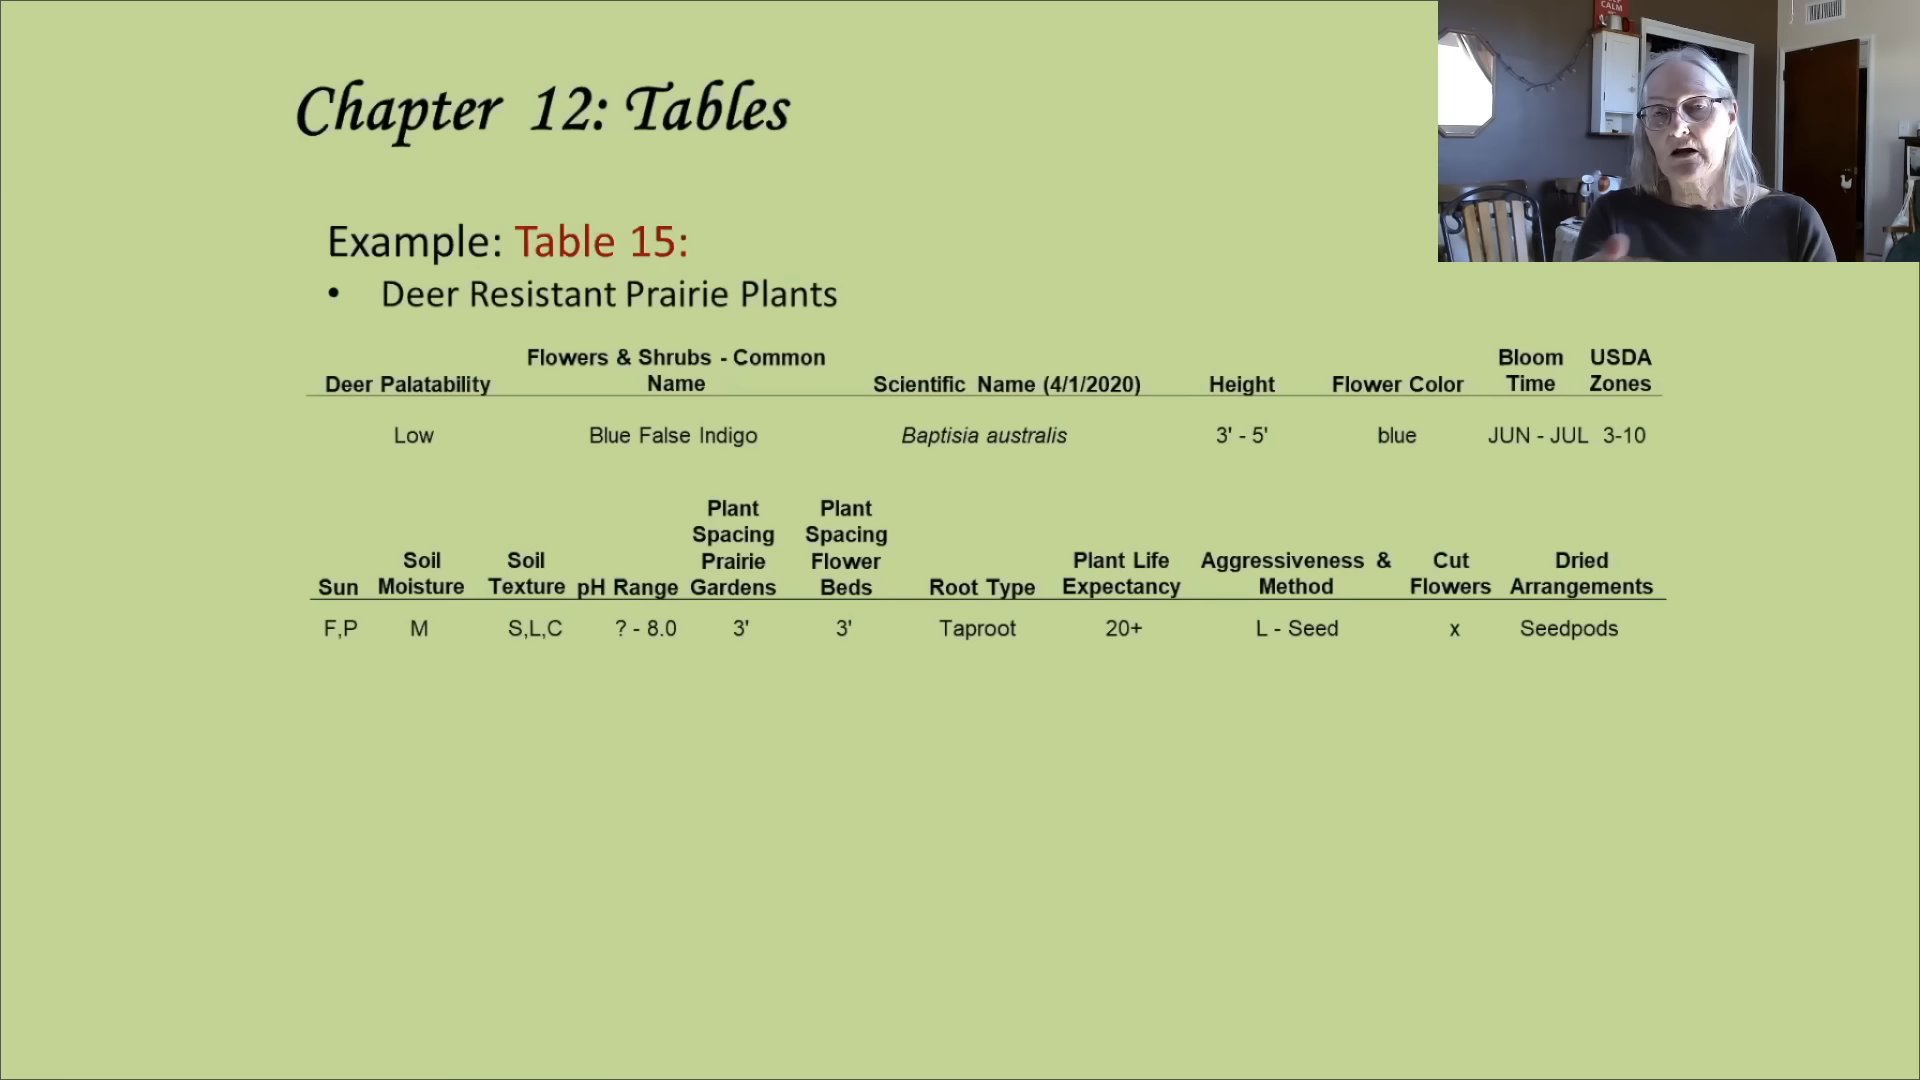 Chapter 12: Tables
CALM
Example: Table 15:
• Deer Resistant Prairie Plants
Deer Palatability Flowers & Shrubs - Common Name Scientific Name (4/1/2020) Height Flower Color Bloom Time USDA Zones
Low Blue False Indigo Baptisia australis 3' - 5' blue JUN - JUL 3-10
Sun Soil Moisture Soil Texture pH Range Plant Spacing Prairie Gardens Plant Spacing Flower Beds Root Type Plant Life Expectancy Aggressiveness & Method Cut Flowers Dried Arrangements
F,P M S,L,C ? - 8.0 3' 3' Taproot 20+ L - Seed x Seedpods